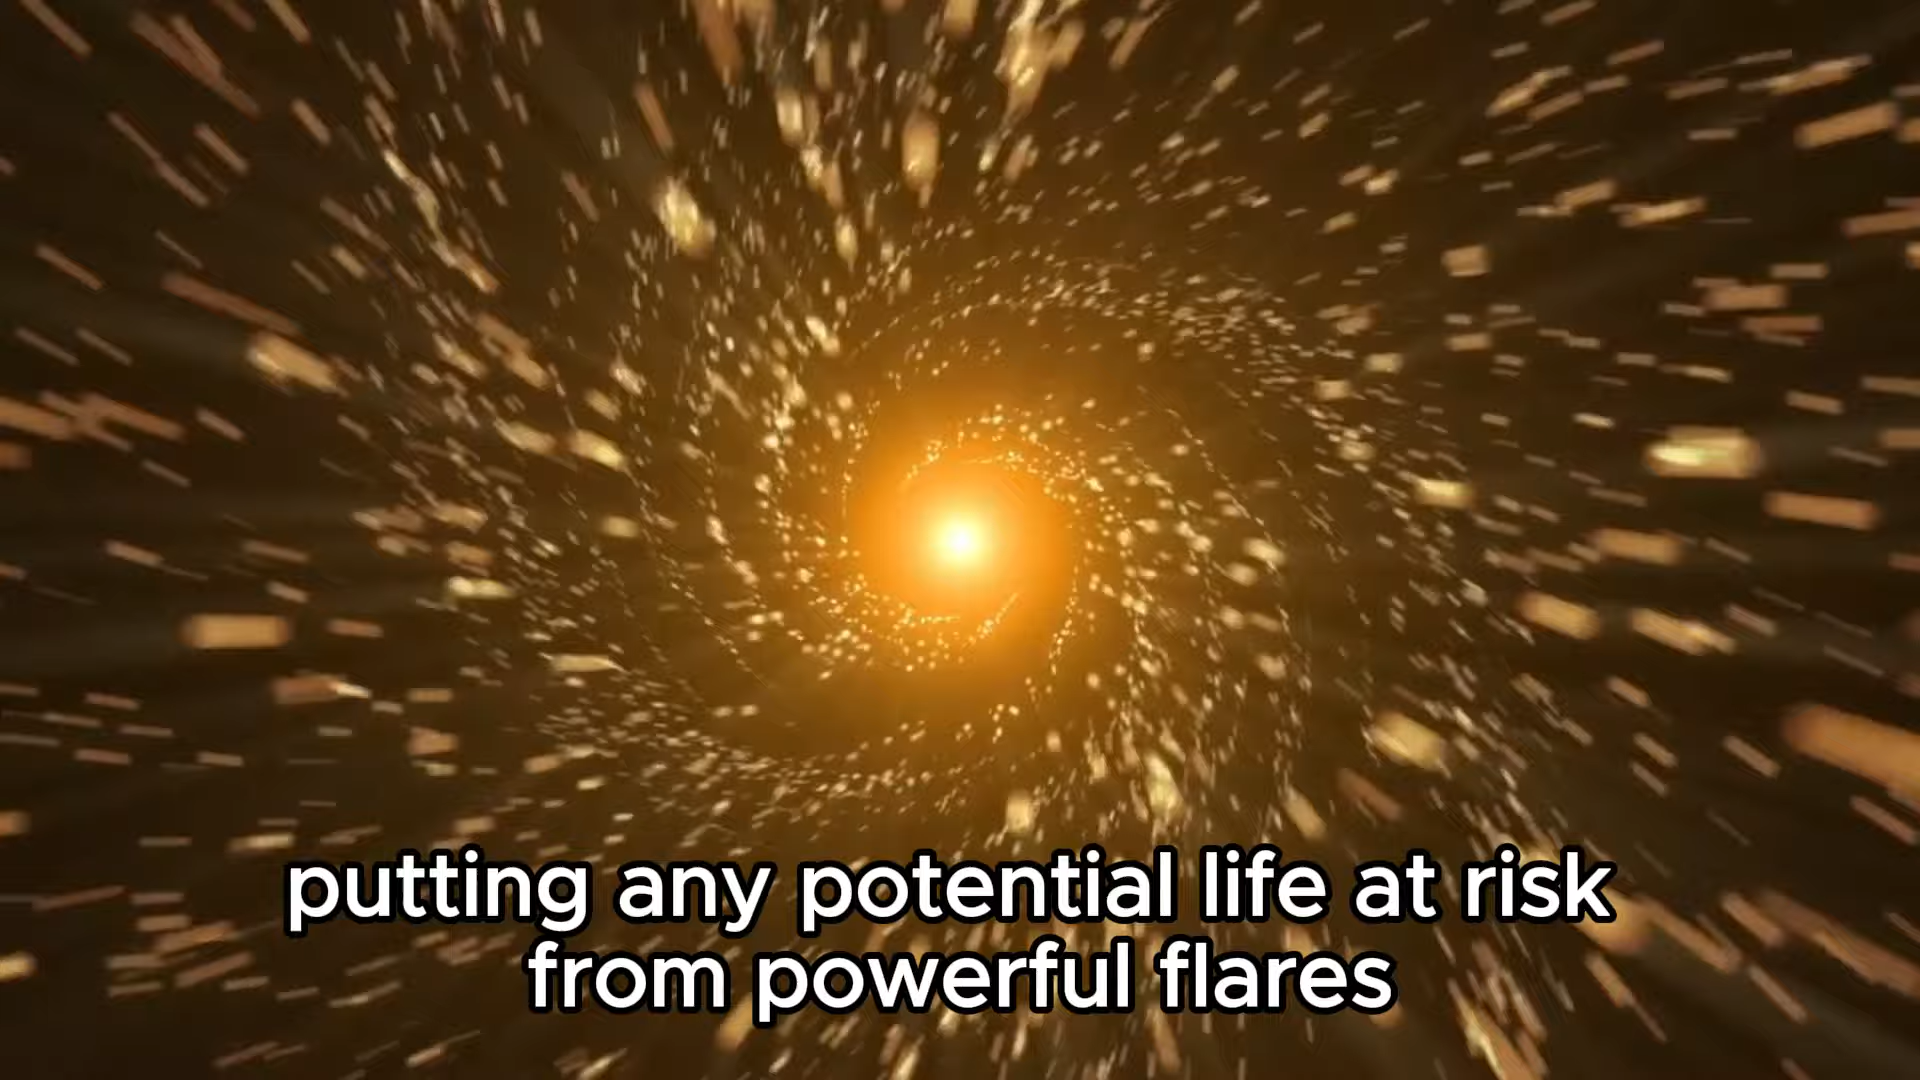 putting any potential life at risk
from powerful flares